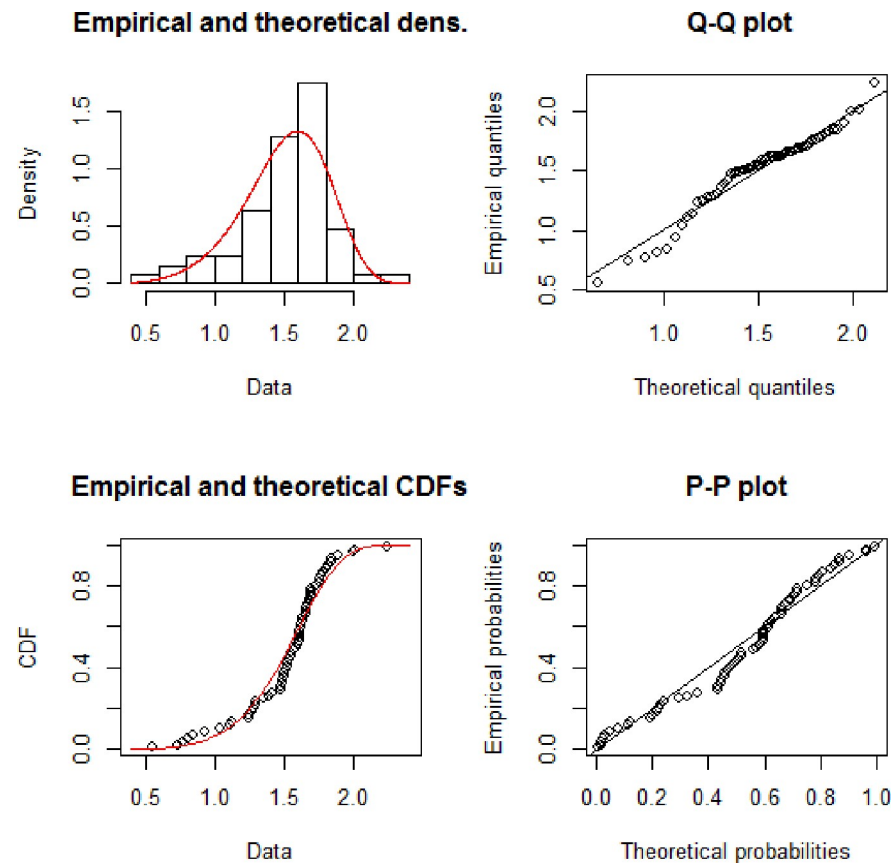 Empirical and theoretical dens.
Density
0.0 0.5 1.0 1.5
0.5 1.0 1.5 2.0
Data
Q-Q plot
Empirical quantiles
0.5 1.0 1.5 2.0
1.0 1.5 2.0
Theoretical quantiles
Empirical and theoretical CDFs
CDF
0.0 0.4 0.8
0.5 1.0 1.5 2.0
Data
P-P plot
Empirical probabilities
0.0 0.4 0.8
0.0 0.2 0.4 0.6 0.8 1.0
Theoretical probabilities